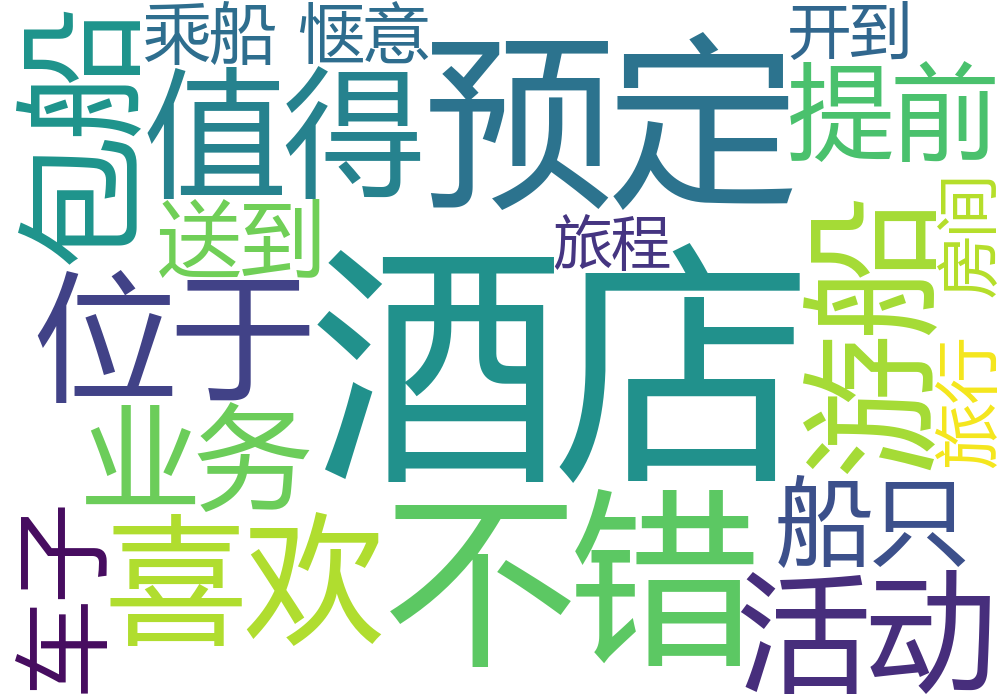 乘船
惬意
开到
包船
值得
预定
提前
送到
旅程
房间
位于
酒店
游船
业务
旅行
车子
喜欢
不错
船只
活动